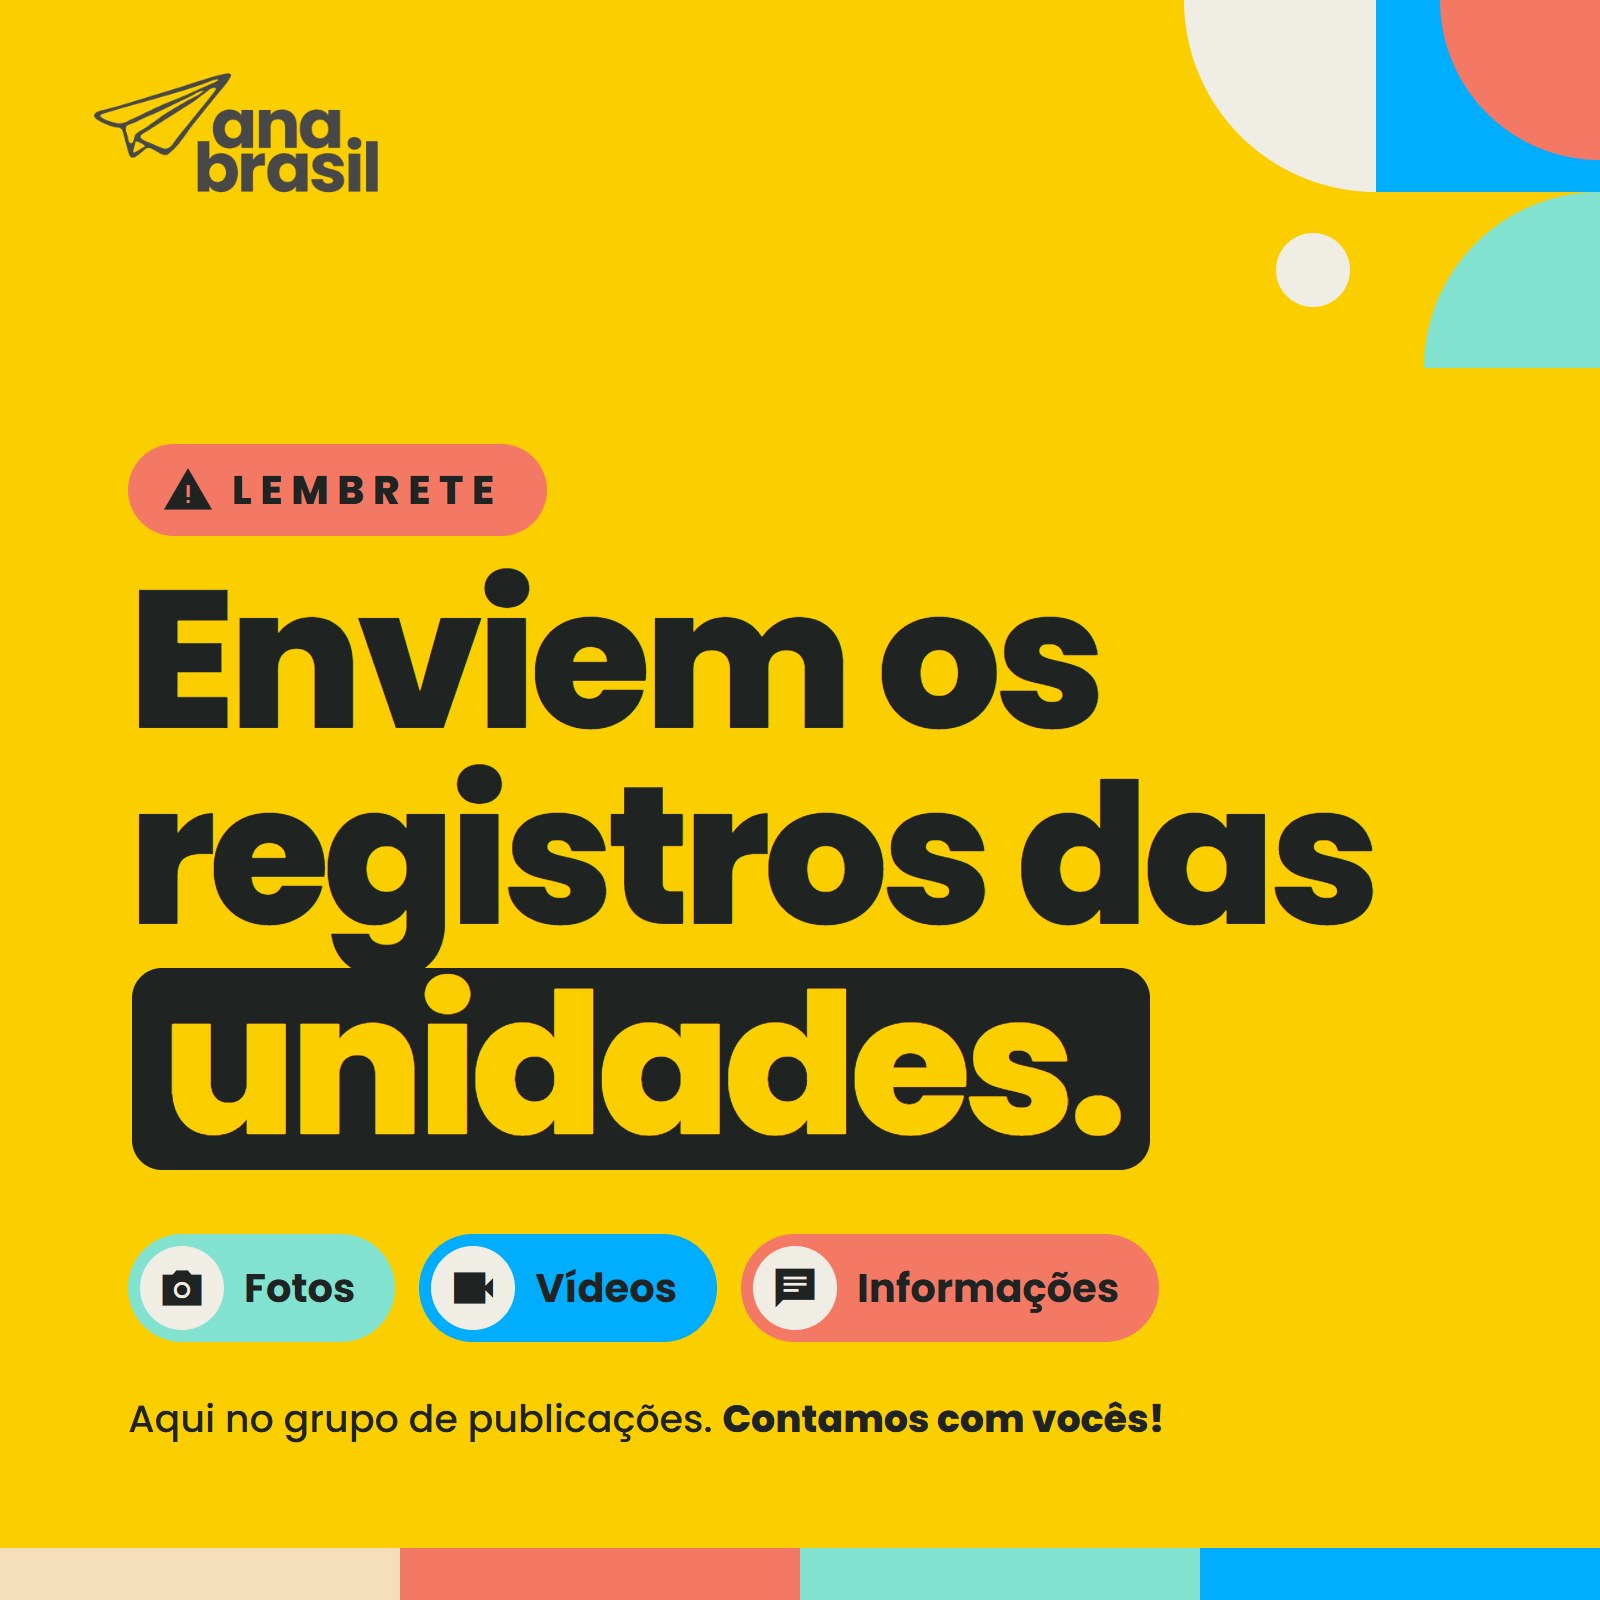 ana
brasil
LEMBRETE
Enviem os
registros das
unidades.
Fotos
Vídeos
Informações
Aqui no grupo de publicações. Contamos com vocês!